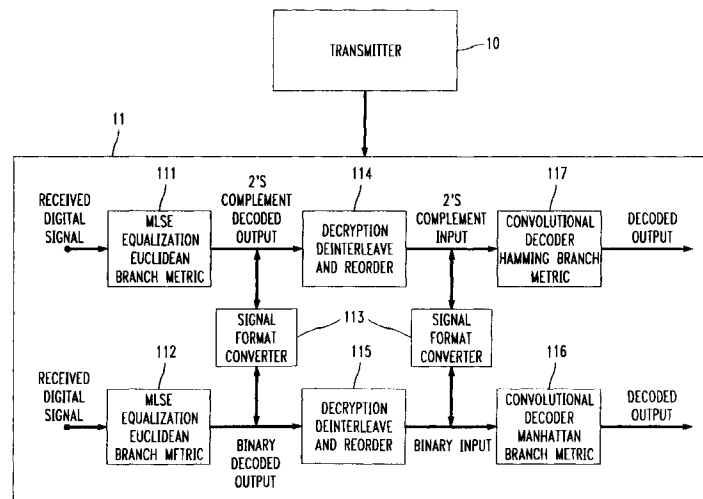 TRANSMITTER
10
11
111
2'S
COMPLEMENT
DECODED
OUTPUT
114
2'S
COMPLEMENT
INPUT
117
RECEIVED
DIGITAL
SIGNAL
MLSE
EQUALIZATION
EUCLIDEAN
BRANCH METRIC
DECRYPTION
DEINTERLEAVE
AND REORDER
CONVOLUTIONAL
DECODER
HAMMING BRANCH
METRIC
DECODED
OUTPUT
SIGNAL
FORMAT
CONVERTER
113
SIGNAL
FORMAT
CONVERTER
112
115
116
RECEIVED
DIGITAL
SIGNAL
MLSE
EQUALIZATION
EUCLIDEAN
BRANCH METRIC
BINARY
DECODED
OUTPUT
DECRYPTION
DEINTERLEAVE
AND REORDER
BINARY INPUT
CONVOLUTIONAL
DECODER
MANHATTAN
BRANCH METRIC
DECODED
OUTPUT